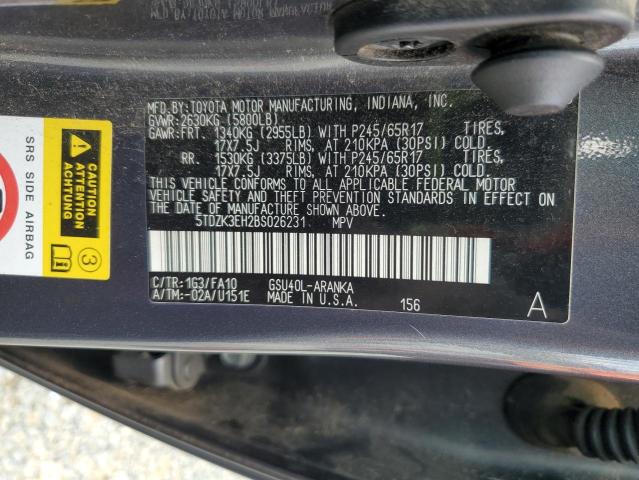 MFD.BY:TOYOTA MOTOR MANUFACTURING, INDIANA, INC.
GVWR:2630KG (5800LB)
GAWR:FRT. 1340KG (2955LB) WITH P245/65R17 TIRES,
17X7.5J RIMS, AT 210KPA (30PSI) COLD.
RR. 1530KG (3375LB) WITH P245/65R17 TIRES,
17X7.5J RIMS, AT 210KPA (30PSI) COLD.
THIS VEHICLE CONFORMS TO ALL APPLICABLE FEDERAL MOTOR
VEHICLE SAFETY AND THEFT PREVENTION STANDARDS IN EFFECT ON
THE DATE OF MANUFACTURE SHOWN ABOVE.
5TDZK3EH2BS026231 MPV
C/TR:1G3/FA10 GSU40L-ARANKA
A/TM:-02A/U151E MADE IN U.S.A. 156 A
SRS SIDE AIRBAG
CAUTION
ATTENTION
ACHTUNG
3